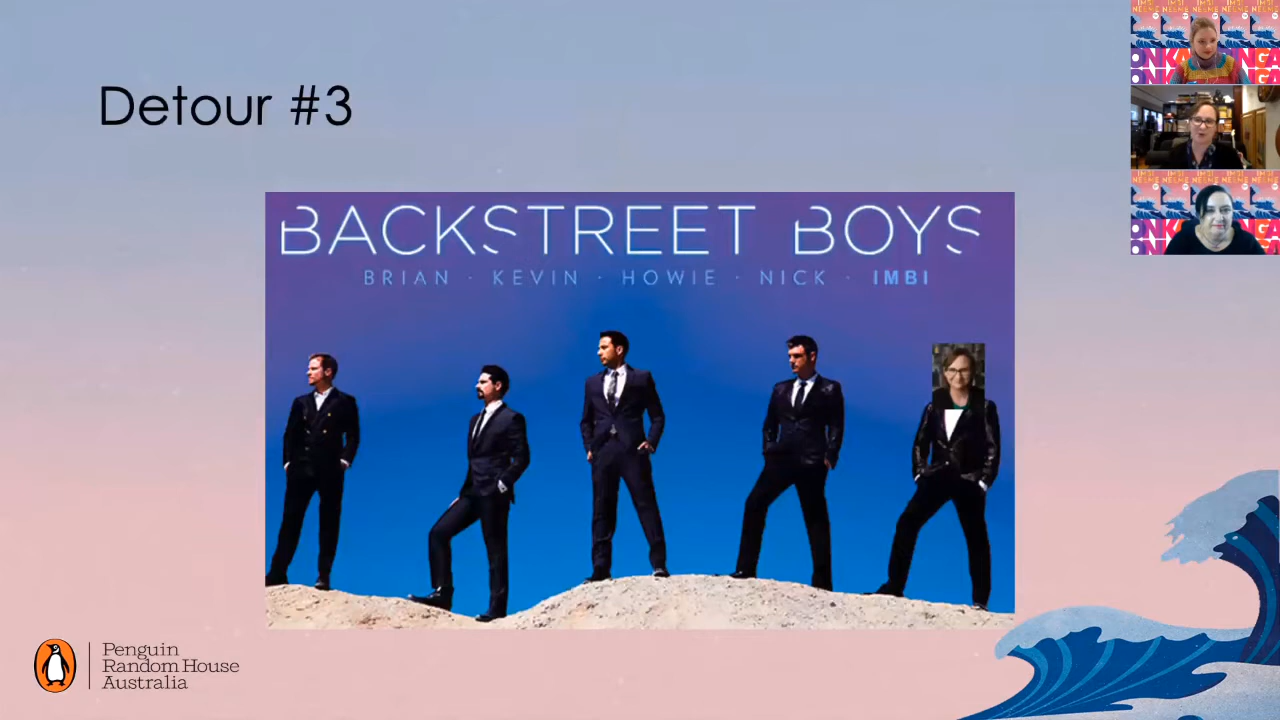 Detour #3
BACKSTREET BOYS
BRIAN · KEVIN · HOWIE · NICK · IMBI
Penguin
Random House
Australia